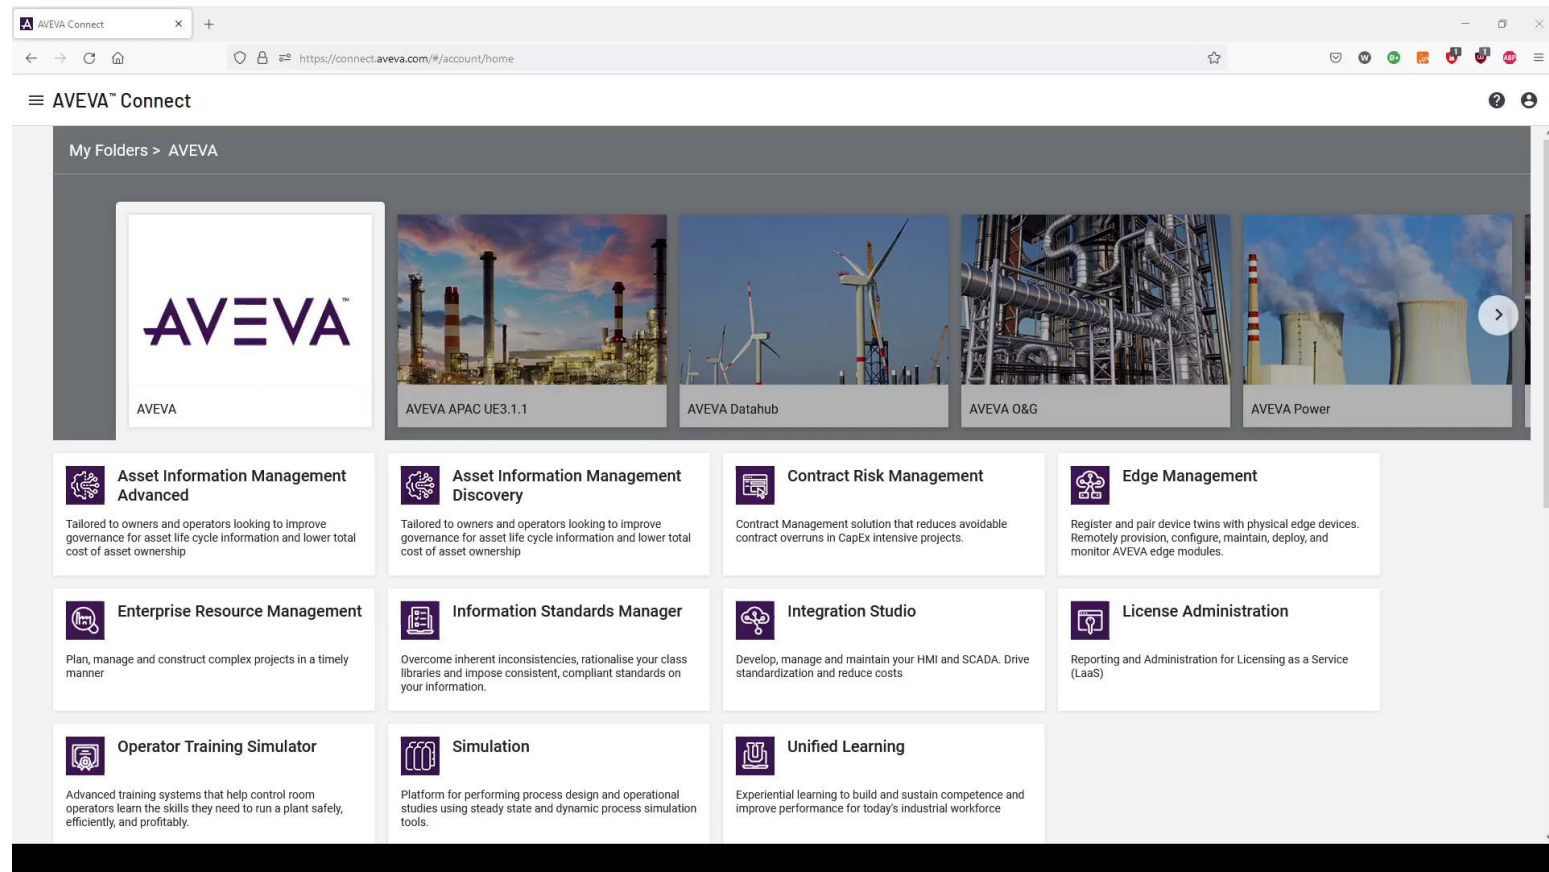 AVEVA Connect
https://connect.aveva.com/#/account/home
W
B+
1
1
ABP
AVEVA™ Connect
My Folders > AVEVA
AVEVA™
AVEVA
AVEVA APAC UE3.1.1
AVEVA Datahub
AVEVA O&G
AVEVA Power
Asset Information Management
Advanced
Tailored to owners and operators looking to improve
governance for asset life cycle information and lower total
cost of asset ownership
Asset Information Management
Discovery
Tailored to owners and operators looking to improve
governance for asset life cycle information and lower total
cost of asset ownership
Contract Risk Management
Contract Management solution that reduces avoidable
contract overruns in CapEx intensive projects.
Edge Management
Register and pair device twins with physical edge devices.
Remotely provision, configure, maintain, deploy, and
monitor AVEVA edge modules.
Enterprise Resource Management
Plan, manage and construct complex projects in a timely
manner
Information Standards Manager
Overcome inherent inconsistencies, rationalise your class
libraries and impose consistent, compliant standards on
your information.
Integration Studio
Develop, manage and maintain your HMI and SCADA. Drive
standardization and reduce costs
License Administration
Reporting and Administration for Licensing as a Service
(LaaS)
Operator Training Simulator
Advanced training systems that help control room
operators learn the skills they need to run a plant safely,
efficiently, and profitably.
Simulation
Platform for performing process design and operational
studies using steady state and dynamic process simulation
tools.
Unified Learning
Experiential learning to build and sustain competence and
improve performance for today's industrial workforce